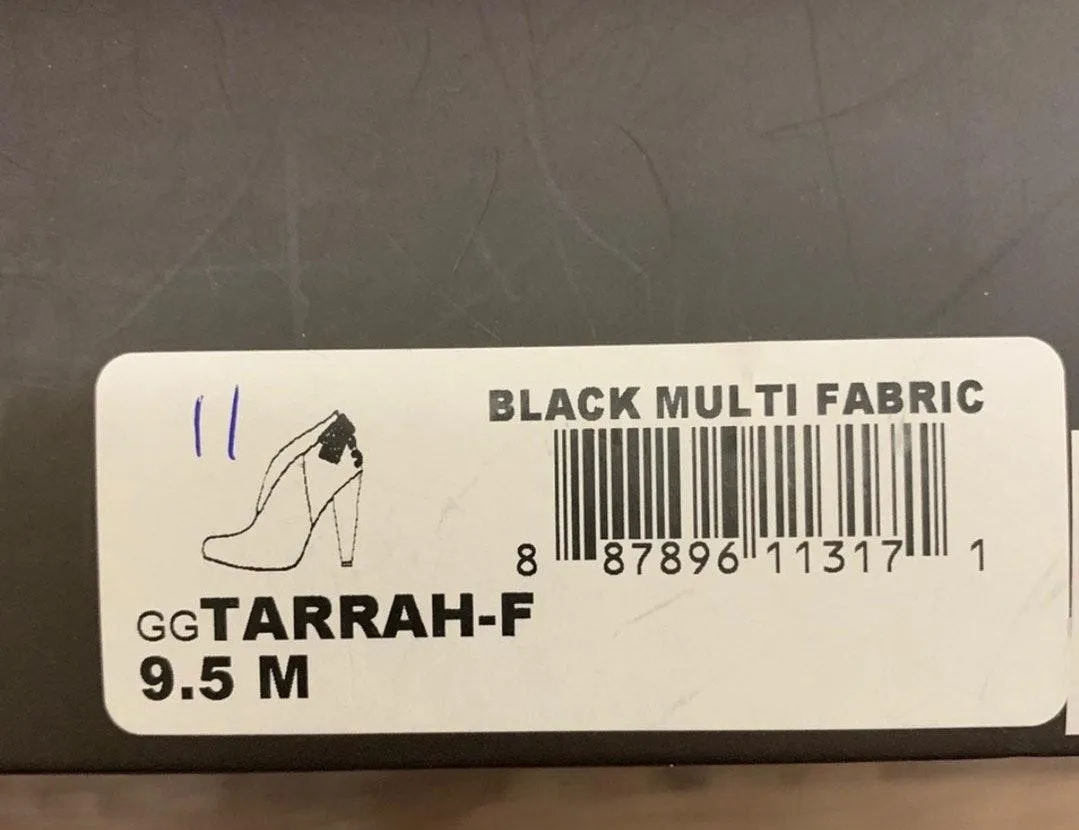 11
BLACK MULTI FABRIC
8 87896 11317 1
GGTARRAH-F
9.5 M